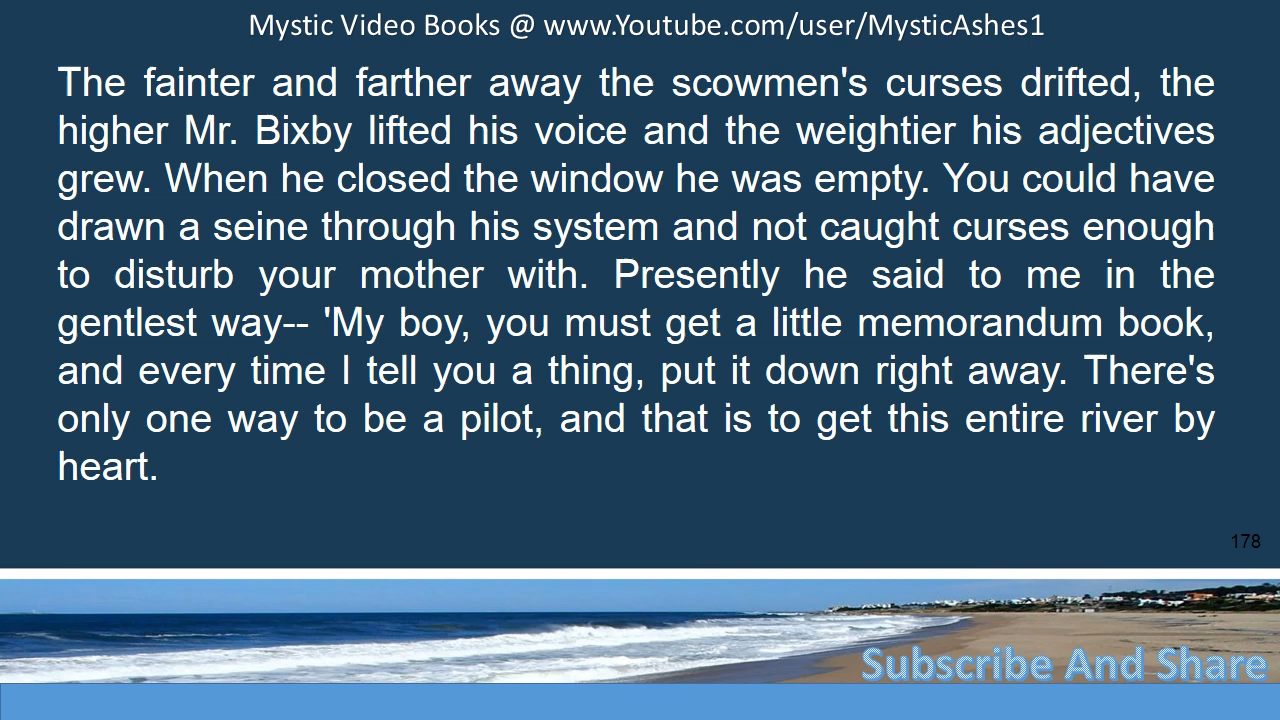 Mystic Video Books @ www.Youtube.com/user/MysticAshes1
The fainter and farther away the scowmen's curses drifted, the
higher Mr. Bixby lifted his voice and the weightier his adjectives
grew. When he closed the window he was empty. You could have
drawn a seine through his system and not caught curses enough
to disturb your mother with. Presently he said to me in the
gentlest way-- 'My boy, you must get a little memorandum book,
and every time I tell you a thing, put it down right away. There's
only one way to be a pilot, and that is to get this entire river by
heart.
178
Subscribe And Share